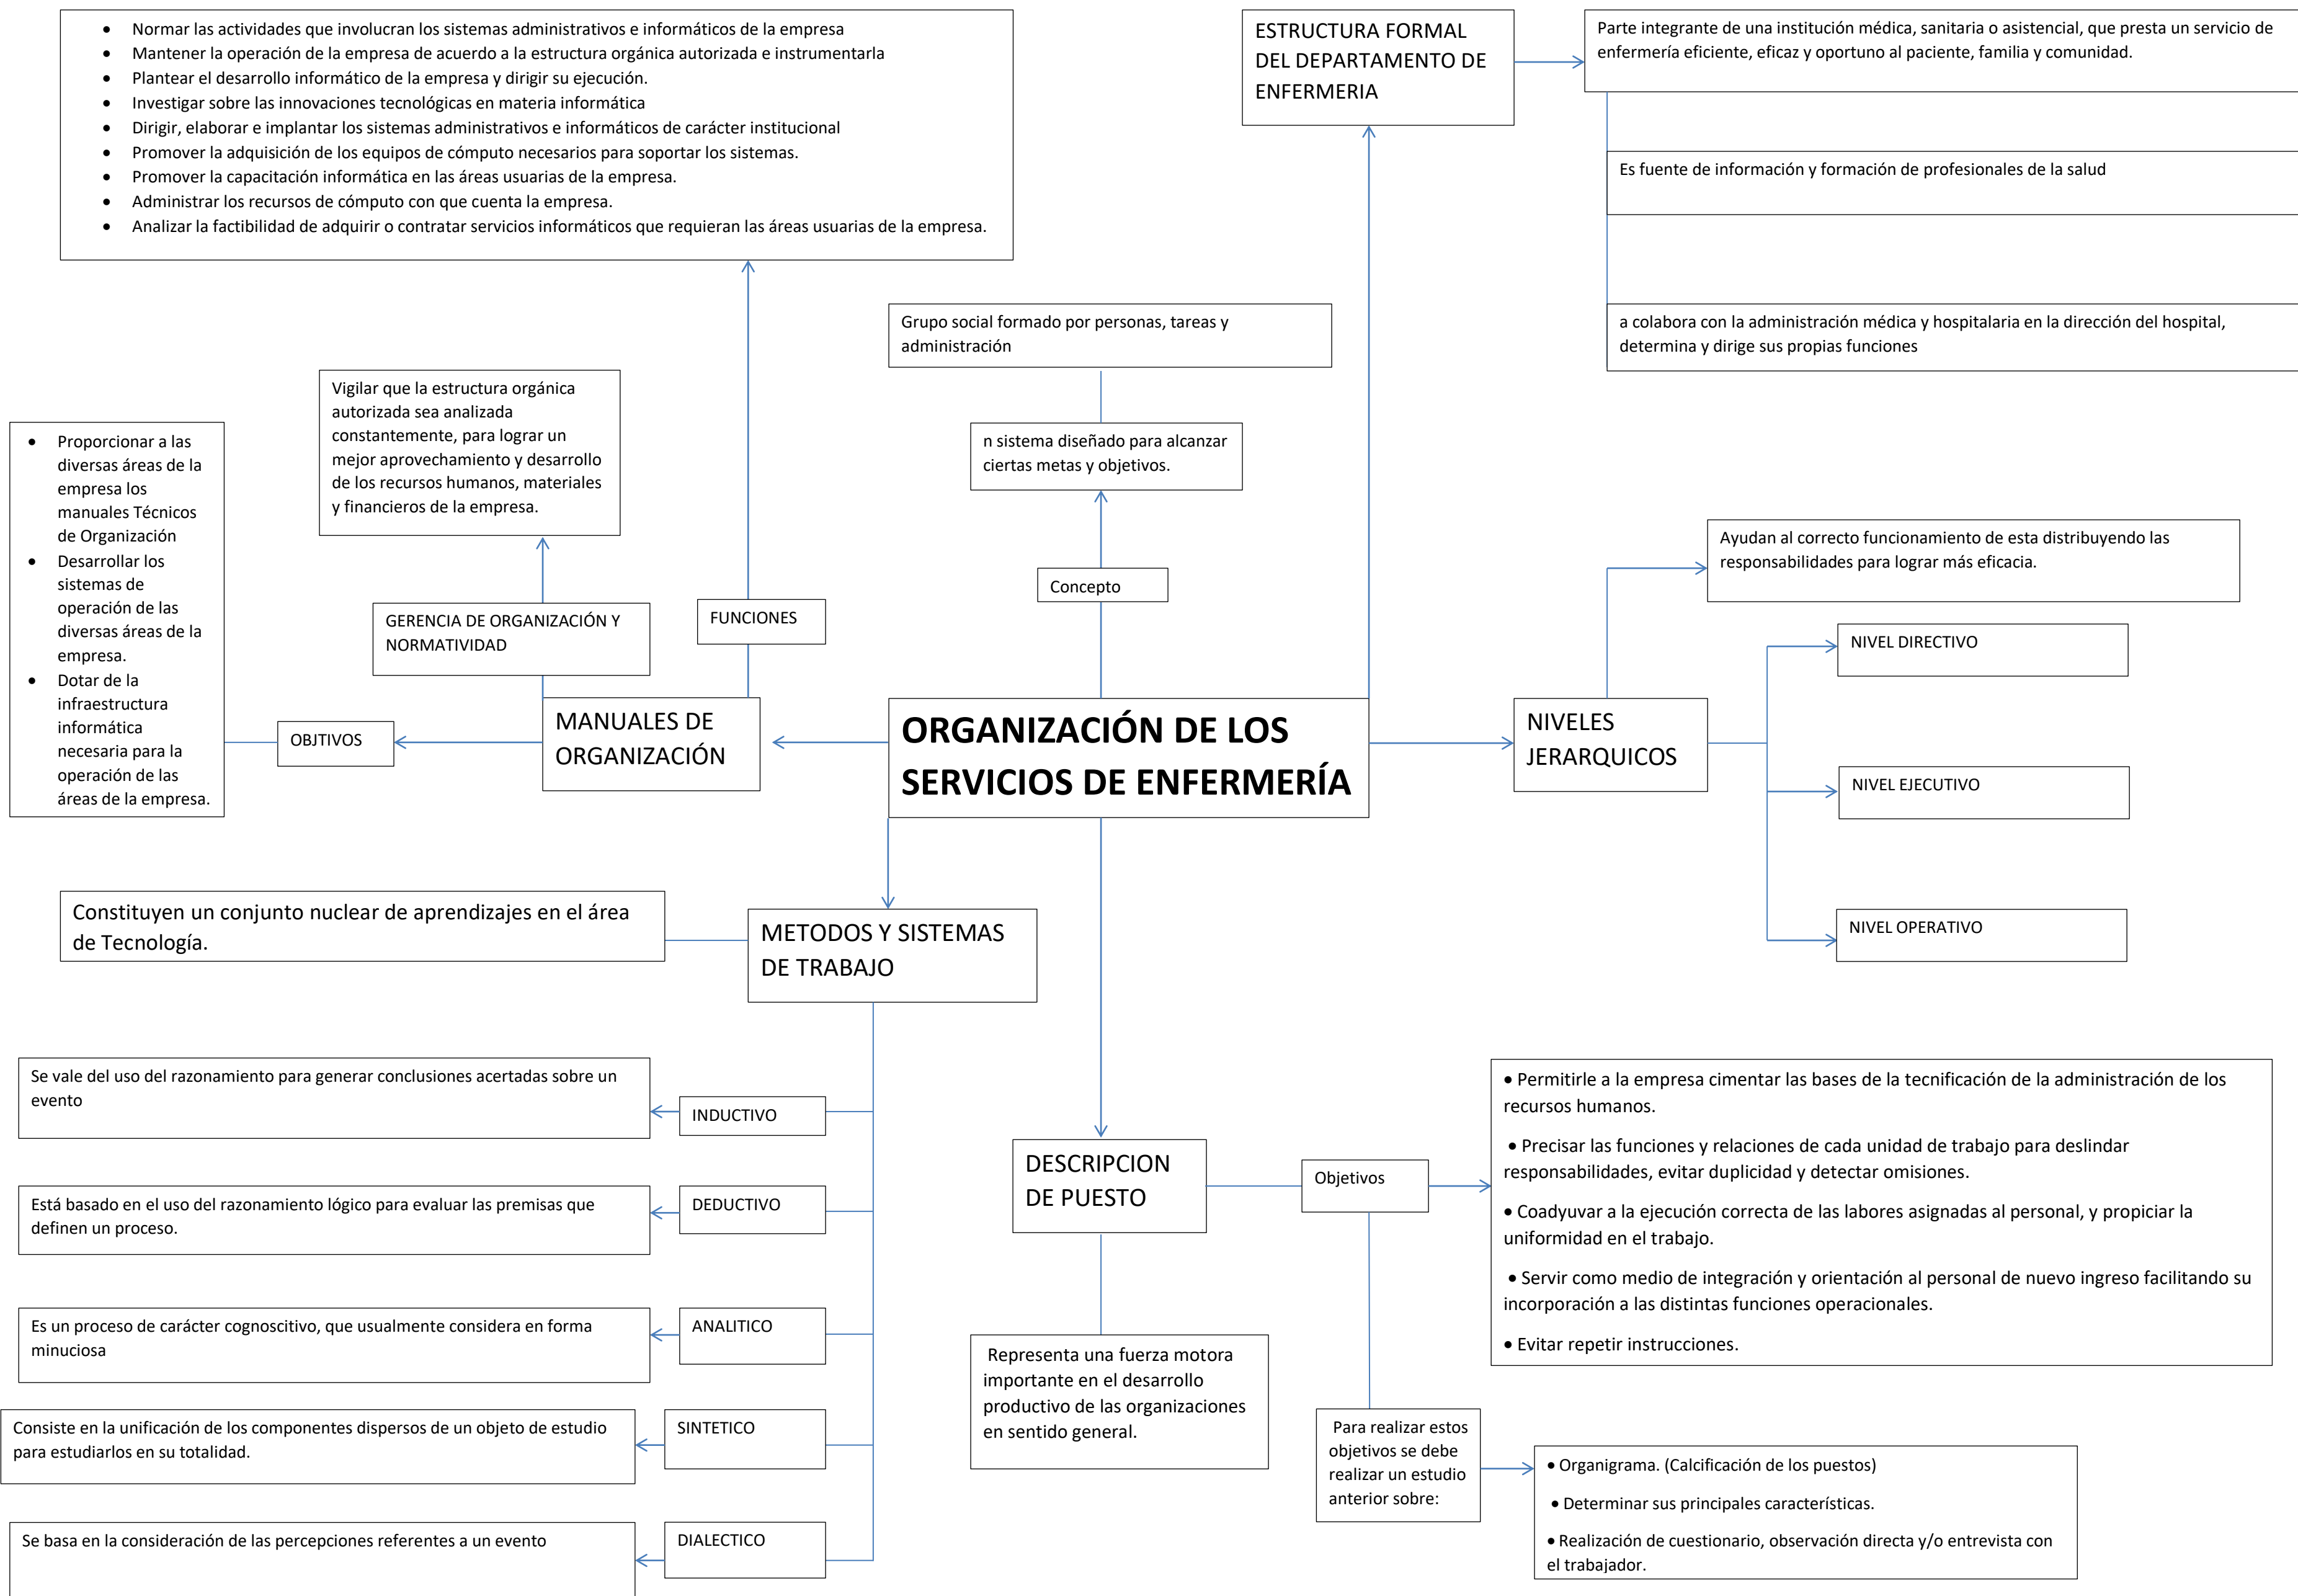 • Normar las actividades que involucran los sistemas administrativos e informáticos de la empresa
• Mantener la operación de la empresa de acuerdo a la estructura orgánica autorizada e instrumentarla
• Plantear el desarrollo informático de la empresa y dirigir su ejecución.
• Investigar sobre las innovaciones tecnológicas en materia informática
• Dirigir, elaborar e implantar los sistemas administrativos e informáticos de carácter institucional
• Promover la adquisición de los equipos de cómputo necesarios para soportar los sistemas.
• Promover la capacitación informática en las áreas usuarias de la empresa.
• Administrar los recursos de cómputo con que cuenta la empresa.
• Analizar la factibilidad de adquirir o contratar servicios informáticos que requieran las áreas usuarias de la empresa.
ESTRUCTURA FORMAL
DEL DEPARTAMENTO DE
ENFERMERIA
Parte integrante de una institución médica, sanitaria o asistencial, que presta un servicio de
enfermería eficiente, eficaz y oportuno al paciente, familia y comunidad.
Es fuente de información y formación de profesionales de la salud
a colabora con la administración médica y hospitalaria en la dirección del hospital,
determina y dirige sus propias funciones
Grupo social formado por personas, tareas y
administración
n sistema diseñado para alcanzar
ciertas metas y objetivos.
Concepto
Vigilar que la estructura orgánica
autorizada sea analizada
constantemente, para lograr un
mejor aprovechamiento y desarrollo
de los recursos humanos, materiales
y financieros de la empresa.
• Proporcionar a las
diversas áreas de la
empresa los
manuales Técnicos
de Organización
• Desarrollar los
sistemas de
operación de las
diversas áreas de la
empresa.
• Dotar de la
infraestructura
informática
necesaria para la
operación de las
áreas de la empresa.
GERENCIA DE ORGANIZACIÓN Y
NORMATIVIDAD
FUNCIONES
OBJTIVOS
MANUALES DE
ORGANIZACIÓN
ORGANIZACIÓN DE LOS
SERVICIOS DE ENFERMERÍA
NIVELES
JERARQUICOS
Ayudan al correcto funcionamiento de esta distribuyendo las
responsabilidades para lograr más eficacia.
NIVEL DIRECTIVO
NIVEL EJECUTIVO
NIVEL OPERATIVO
Constituyen un conjunto nuclear de aprendizajes en el área
de Tecnología.
METODOS Y SISTEMAS
DE TRABAJO
Se vale del uso del razonamiento para generar conclusiones acertadas sobre un
evento
INDUCTIVO
Está basado en el uso del razonamiento lógico para evaluar las premisas que
definen un proceso.
DEDUCTIVO
Es un proceso de carácter cognoscitivo, que usualmente considera en forma
minuciosa
ANALITICO
Consiste en la unificación de los componentes dispersos de un objeto de estudio
para estudiarlos en su totalidad.
SINTETICO
Se basa en la consideración de las percepciones referentes a un evento
DIALECTICO
DESCRIPCION
DE PUESTO
Objetivos
• Permitirle a la empresa cimentar las bases de la tecnificación de la administración de los
recursos humanos.
• Precisar las funciones y relaciones de cada unidad de trabajo para deslindar
responsabilidades, evitar duplicidad y detectar omisiones.
• Coadyuvar a la ejecución correcta de las labores asignadas al personal, y propiciar la
uniformidad en el trabajo.
• Servir como medio de integración y orientación al personal de nuevo ingreso facilitando su
incorporación a las distintas funciones operacionales.
• Evitar repetir instrucciones.
Representa una fuerza motora
importante en el desarrollo
productivo de las organizaciones
en sentido general.
Para realizar estos
objetivos se debe
realizar un estudio
anterior sobre:
• Organigrama. (Calcificación de los puestos)
• Determinar sus principales características.
• Realización de cuestionario, observación directa y/o entrevista con
el trabajador.